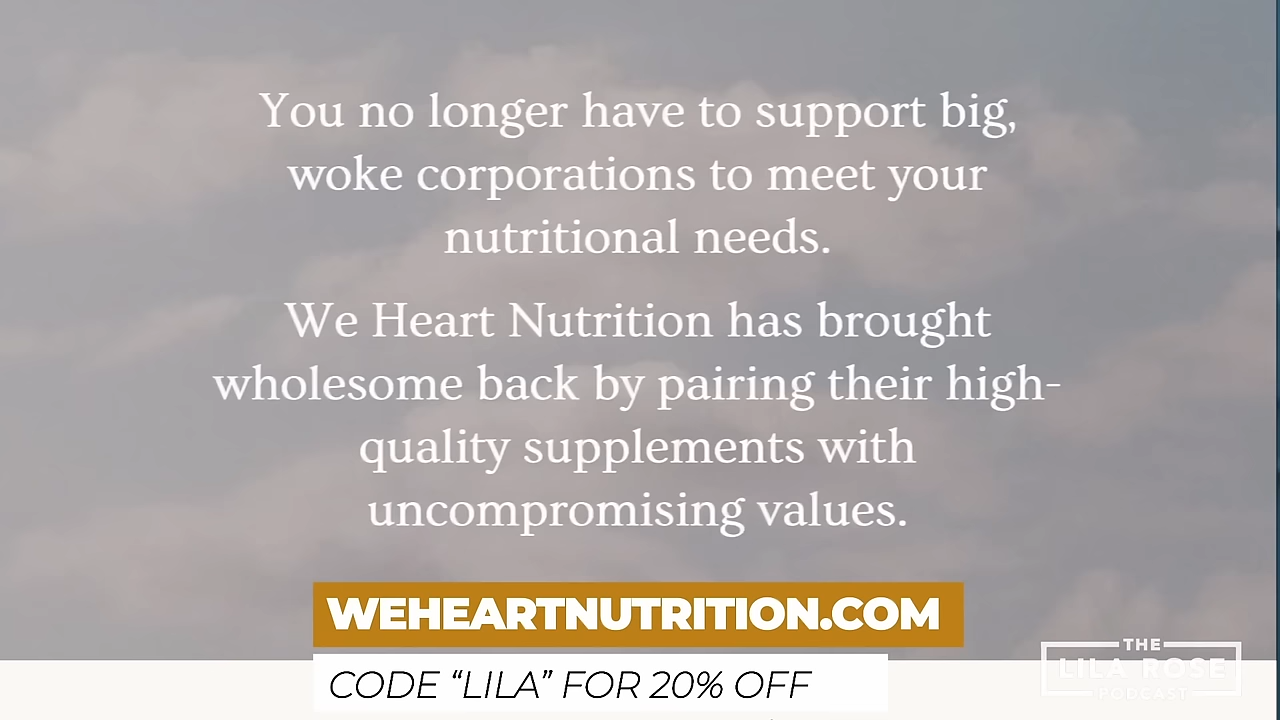 You no longer have to support big,
woke corporations to meet your
nutritional needs.
We Heart Nutrition has brought
wholesome back by pairing their high-
quality supplements with
uncompromising values.
WEHEARTNUTRITION.COM
CODE “LILA” FOR 20% OFF
THE
LILA ROSE
PODCAST